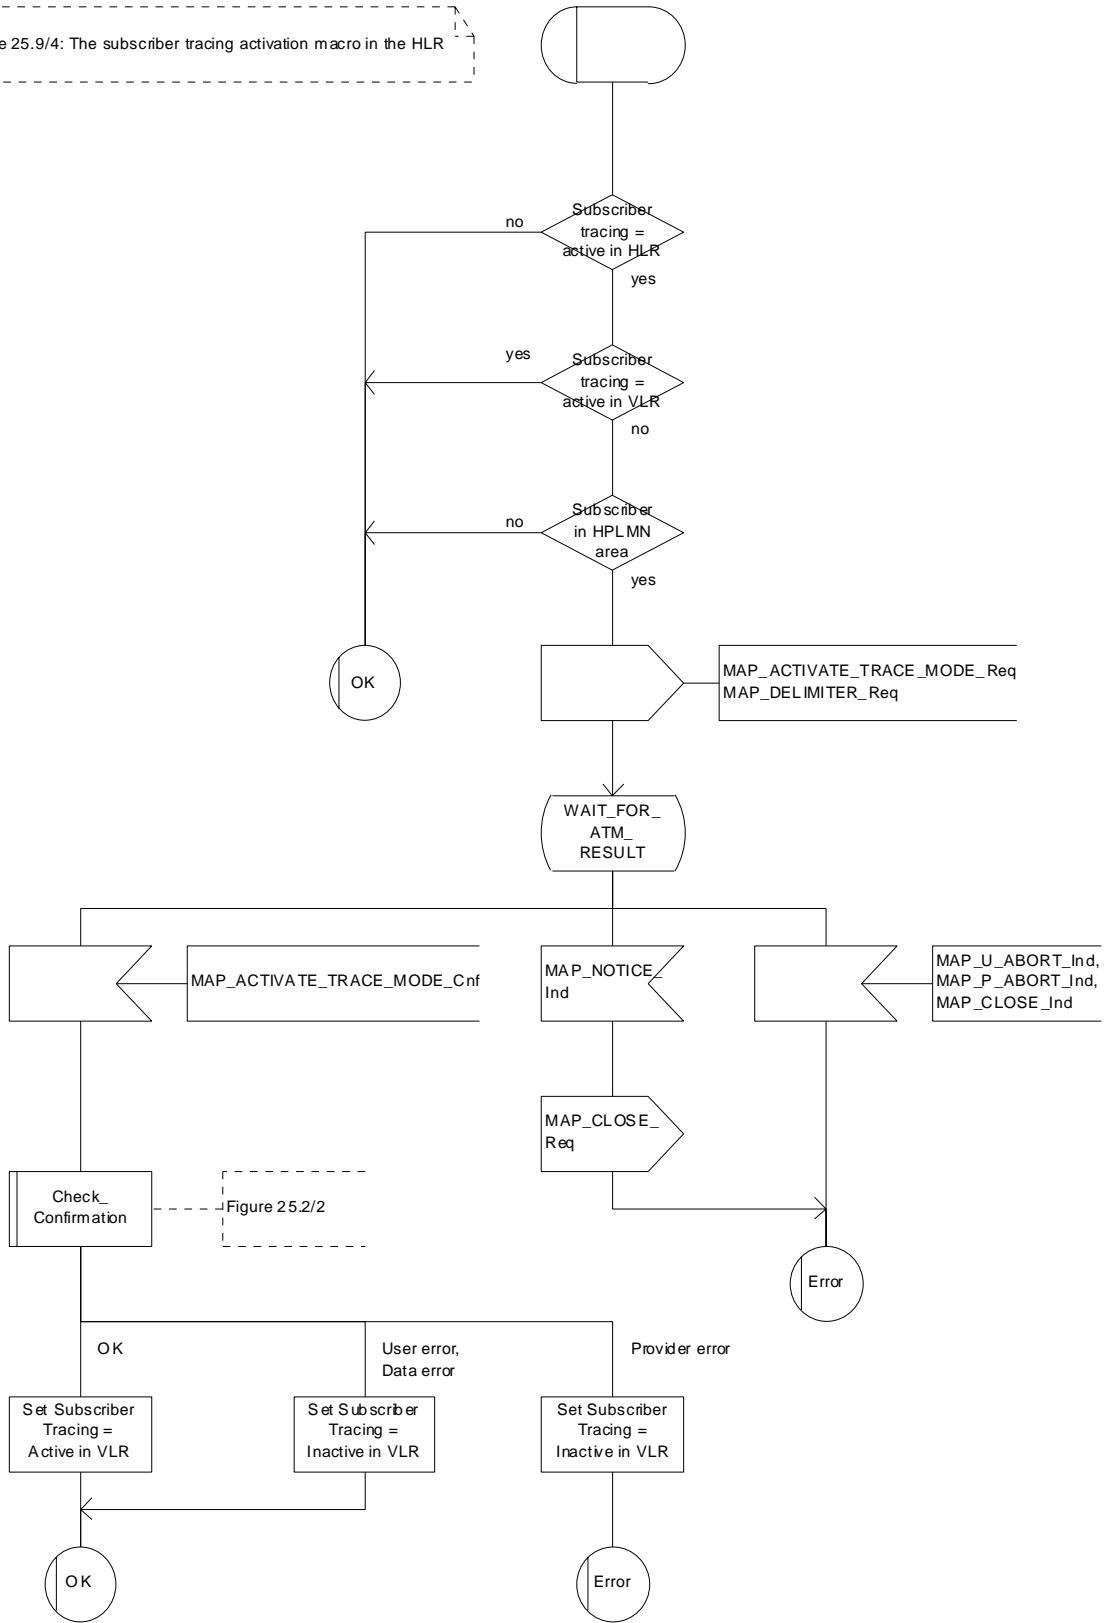 e 25.9/4: The subscriber tracing activation macro in the HLR
Subscriber
tracing =
active in HLR
no
yes
Subscriber
tracing =
active in VLR
yes
no
Subscriber
in HPLMN
area
no
yes
OK
MAP_ACTIVATE_TRACE_MODE_Req
MAP_DELIMITER_Req
WAIT_FOR_
ATM_
RESULT
MAP_ACTIVATE_TRACE_MODE_Cnf
MAP_NOTICE_
Ind
MAP_U_ABORT_Ind,
MAP_P_ABORT_Ind,
MAP_CLOSE_Ind
MAP_CLOSE_
Req
Check_
Confirmation
Figure 25.2/2
Error
OK
User error,
Data error
Provider error
Set Subscriber
Tracing =
Active in VLR
Set Subscriber
Tracing =
Inactive in VLR
Set Subscriber
Tracing =
Inactive in VLR
OK
Error